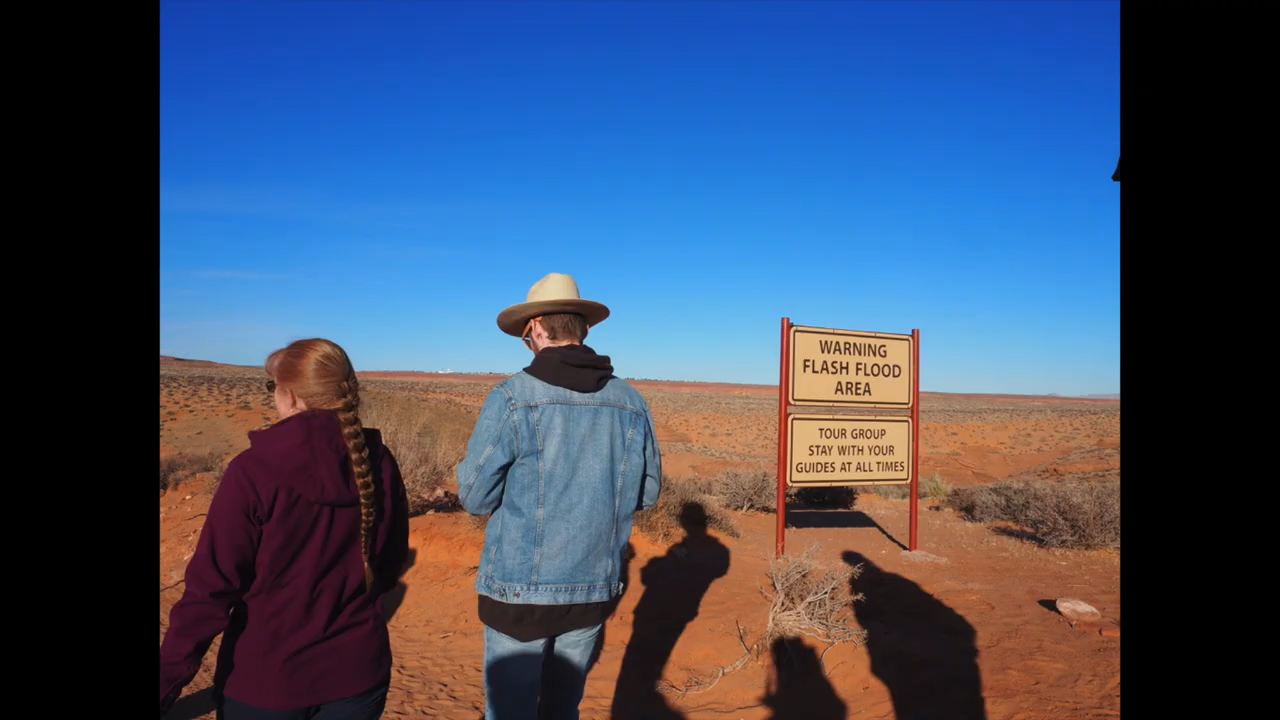 WARNING
FLASH FLOOD
AREA
TOUR GROUP
STAY WITH YOUR
GUIDES AT ALL TIMES